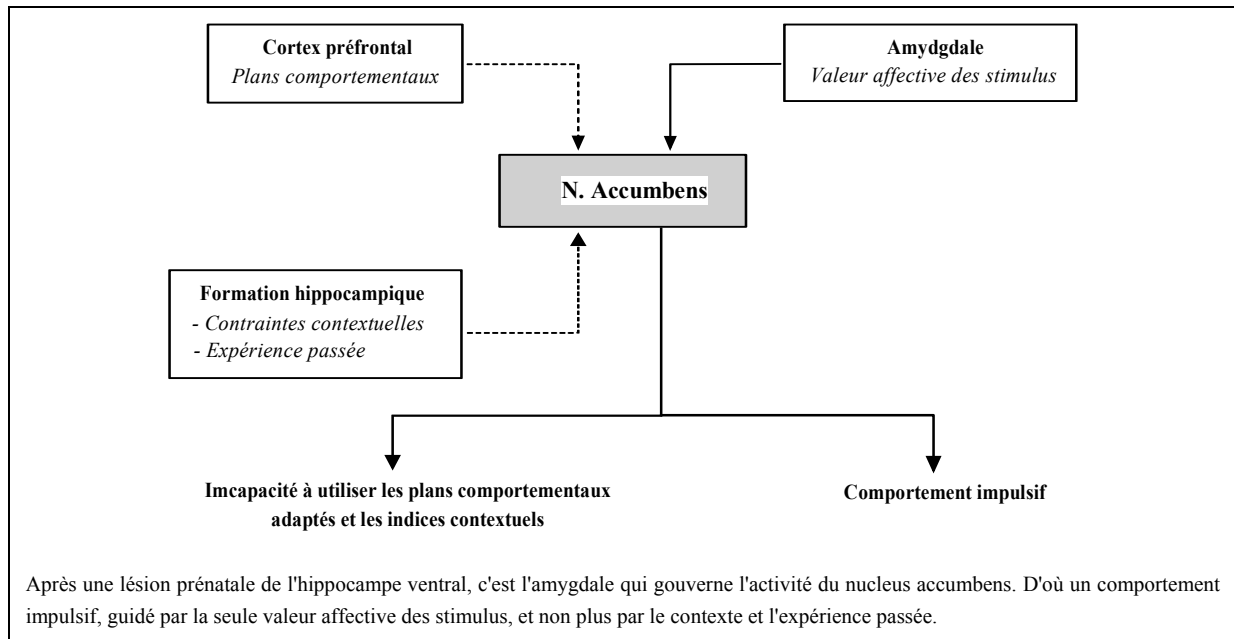 Cortex préfrontal
Plans comportementaux
Amydgdale
Valeur affective des stimulus
N. Accumbens
Formation hippocampique
- Contraintes contextuelles
- Expérience passée
Imcapacité à utiliser les plans comportementaux
adaptés et les indices contextuels
Comportement impulsif
Après une lésion prénatale de l'hippocampe ventral, c'est l'amygdale qui gouverne l'activité du nucleus accumbens. D'où un comportement
impulsif, guidé par la seule valeur affective des stimulus, et non plus par le contexte et l'expérience passée.